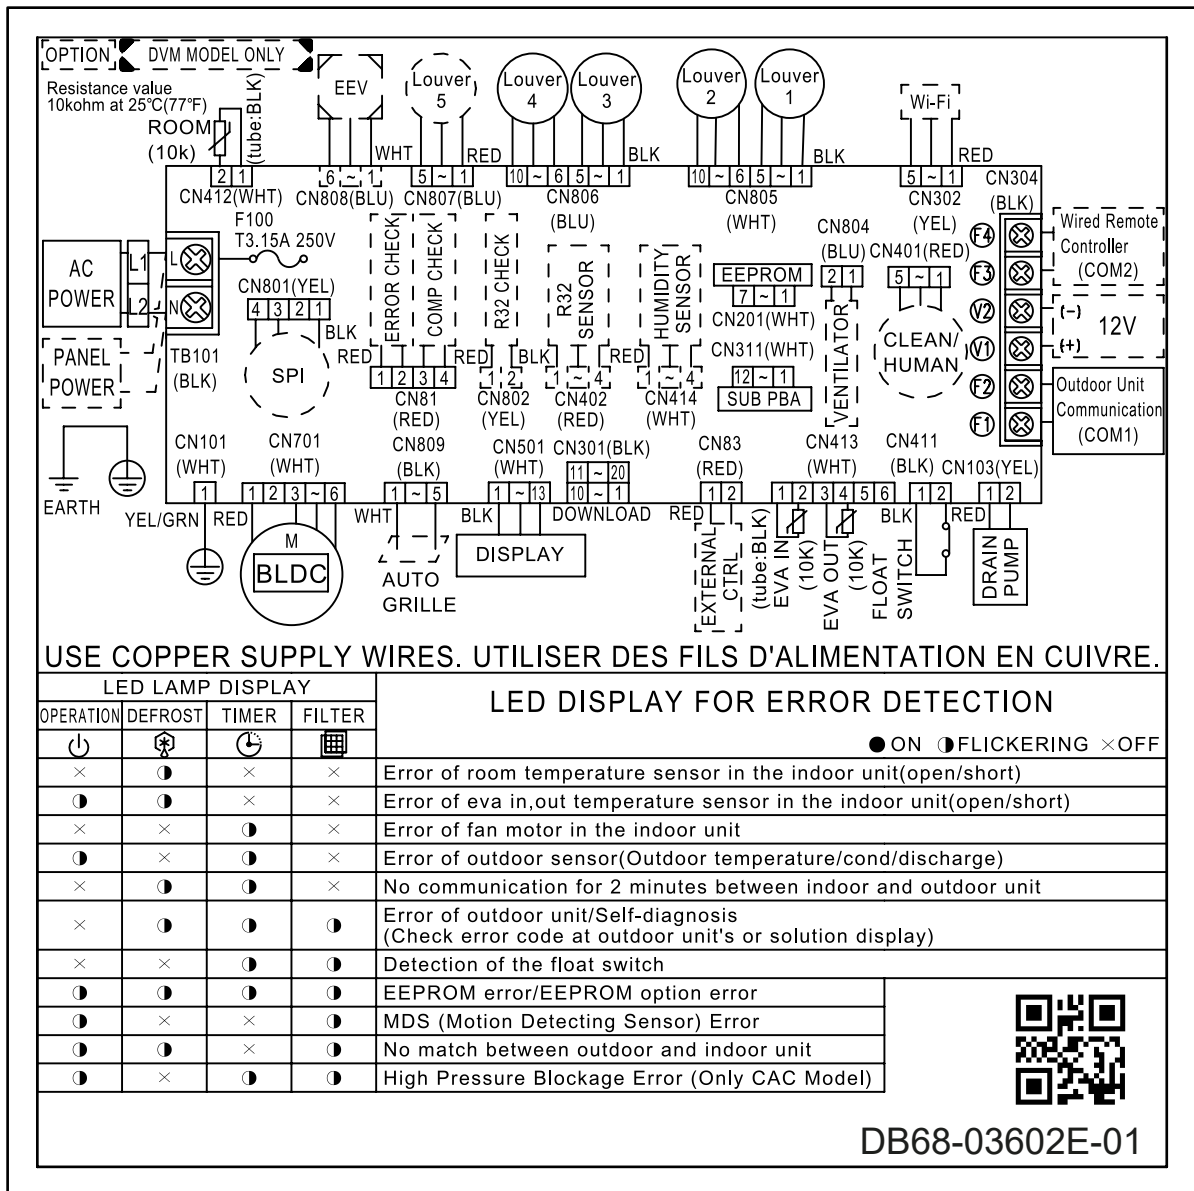 OPTION DVM MODEL ONLY
Resistance value
10kohm at 25℃(77℉)
ROOM
(10k)
(tube:BLK)
EEV
Louver
5
Louver
4
Louver
3
Louver
2
Louver
1
Wi-Fi
WHT RED BLK BLK RED
2 1
6 ~ 1
5 ~ 1
10 ~ 6 5 ~ 1
10 ~ 6 5 ~ 1
5 ~ 1
CN412(WHT)
CN808(BLU)
CN807(BLU)
CN806
(BLU)
CN805
(WHT)
CN302
(YEL)
CN304
(BLK)
F100
T3.15A 250V
AC
POWER
L1
L2
L
N
PANEL
POWER
TB101
(BLK)
CN801(YEL)
4 3 2 1
BLK
SPI
ERROR CHECK
COMP CHECK
RED RED
1 2 3 4
CN81
(RED)
R32 CHECK
1 2
CN802
(YEL)
R32
SENSOR
BLK RED
1 ~ 4
CN402
(RED)
HUMIDITY
SENSOR
RED
1 ~ 4
CN414
(WHT)
EEPROM
7 ~ 1
CN201(WHT)
CN311(WHT)
12 ~ 1
SUB PBA
CN804
(BLU)
2 1
VENTILATOR
CN401(RED)
5 ~ 1
CLEAN/
HUMAN
F4
F3
V2
V1
F2
F1
Wired Remote
Controller
(COM2)
(-)
12V
(+)
Outdoor Unit
Communication
(COM1)
EARTH
CN101
(WHT)
1
YEL/GRN
CN701
(WHT)
1 2 3 ~ 6
RED
M
BLDC
CN809
(BLK)
1 ~ 5
WHT
AUTO
GRILLE
CN501
(WHT)
1 ~ 13
BLK
DISPLAY
CN301(BLK)
11 ~ 20
10 ~ 1
DOWNLOAD
CN83
(RED)
1 2
RED
EXTERNAL
CTRL
CN413
(WHT)
1 2 3 4 5 6
(tube:BLK)
EVA IN
(10K)
EVA OUT
(10K)
FLOAT
SWITCH
CN411
(BLK)
1 2
BLK
CN103(YEL)
1 2
RED
DRAIN
PUMP
USE COPPER SUPPLY WIRES. UTILISER DES FILS D'ALIMENTATION EN CUIVRE.
LED LAMP DISPLAY
OPERATION DEFROST TIMER FILTER
LED DISPLAY FOR ERROR DETECTION
● ON ◑ FLICKERING ×OFF
× ◑ × × Error of room temperature sensor in the indoor unit(open/short)
◑ ◑ × × Error of eva in,out temperature sensor in the indoor unit(open/short)
× × ◑ × Error of fan motor in the indoor unit
◑ × ◑ × Error of outdoor sensor(Outdoor temperature/cond/discharge)
× ◑ ◑ × No communication for 2 minutes between indoor and outdoor unit
× ◑ ◑ ◑ Error of outdoor unit/Self-diagnosis
(Check error code at outdoor unit's or solution display)
× × ◑ ◑ Detection of the float switch
◑ ◑ ◑ ◑ EEPROM error/EEPROM option error
◑ × × ◑ MDS (Motion Detecting Sensor) Error
◑ ◑ × ◑ No match between outdoor and indoor unit
◑ × ◑ ◑ High Pressure Blockage Error (Only CAC Model)
DB68-03602E-01